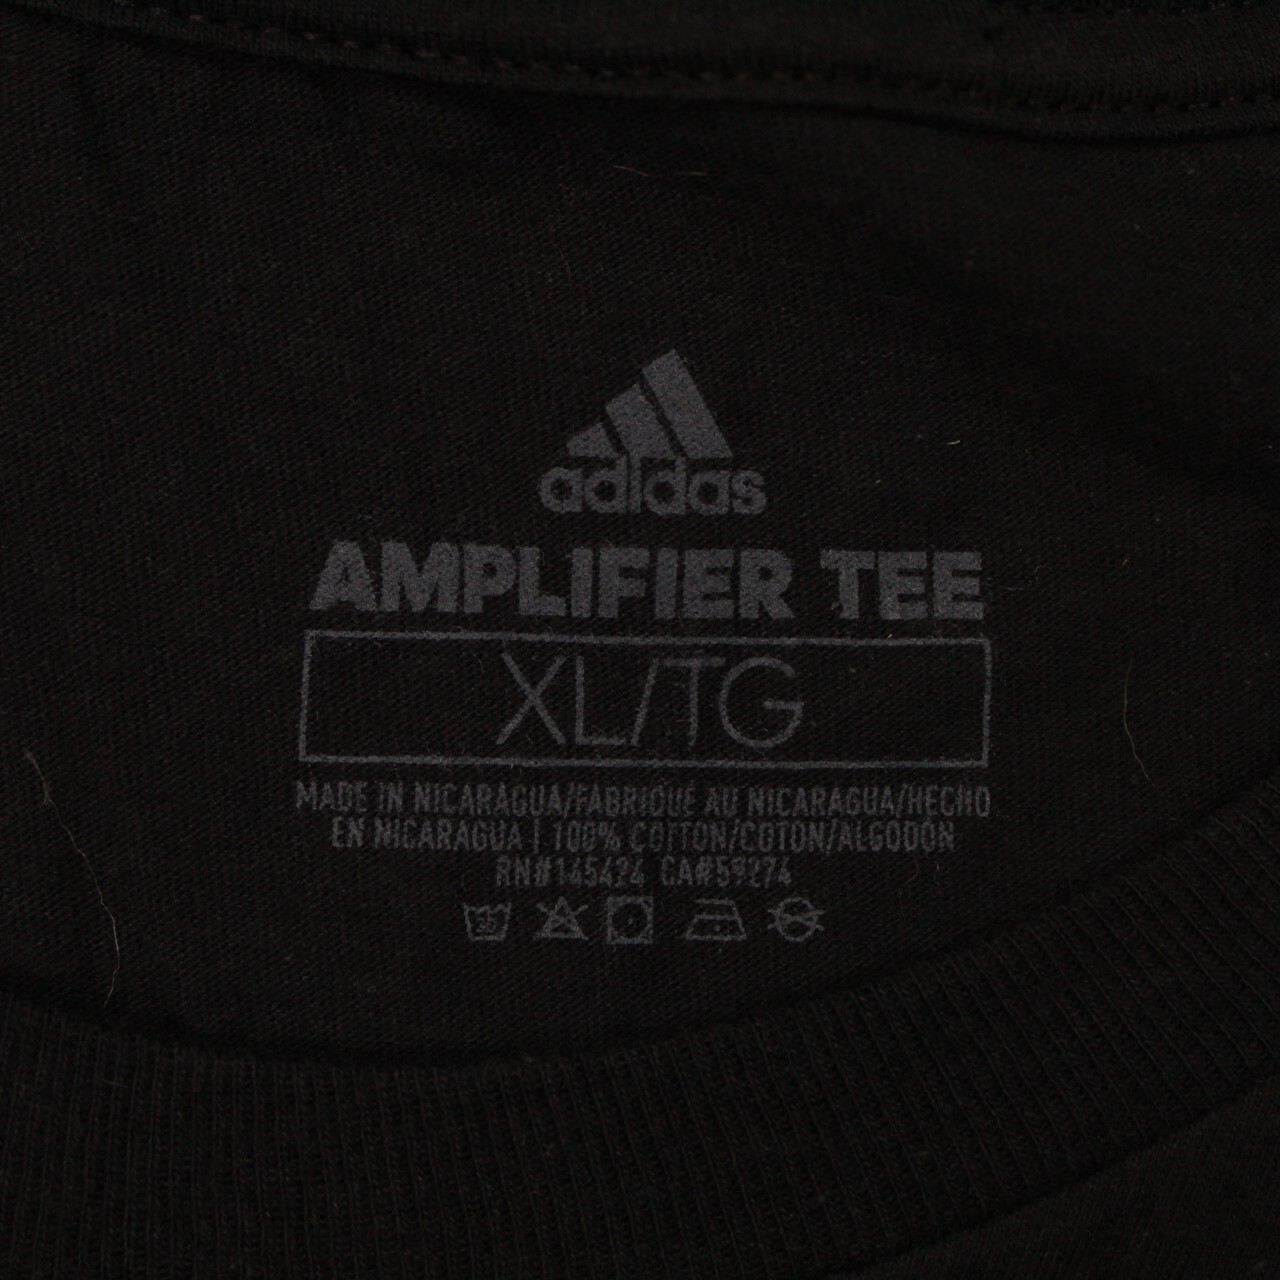 adidas
AMPLIFIER TEE
XL/TG
MADE IN NICARAGUA/FABRIQUÉ AU NICARAGUA/HECHO
EN NICARAGUA | 100% COTTON/COTON/ALGODÓN
RN#145424 CA#59274
30